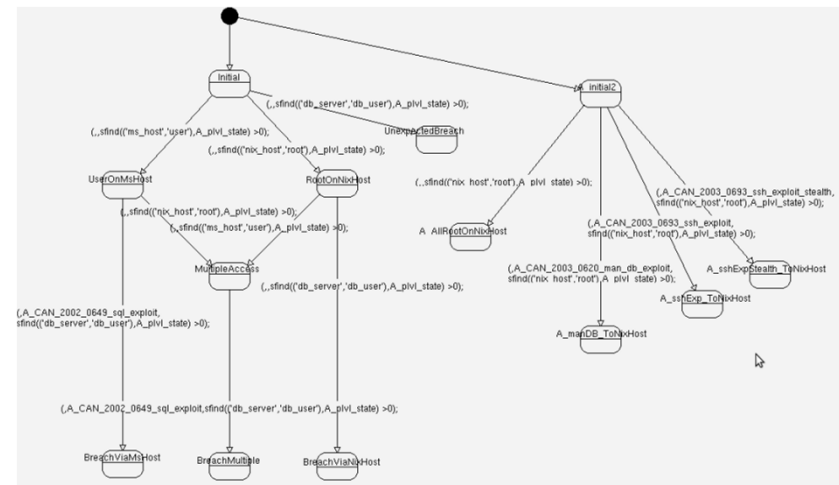 Initial
A_initial2
(,,sfind(('db_server','db_user'),A_plvl_state) >0);
(,,sfind(('ms_host','user'),A_plvl_state) >0);
UnexpActedBreach
(,,sfind(('nix_host','root'),A_plvl_state) >0);
UserOnMsHost
RootOnNixHost
(,,sfind(('nix_host','root'),A_plvl_state) >0);
(,A_CAN_2003_0693_ssh_exploit_stealth,
sfind(('nix_host','root'),A_plvl_state) >0);
(,,sfind(('nix_host','root'),A_plvl_state) >0);
(,,sfind(('ms_host','user'),A_plvl_state) >0);
(,A_CAN_2003_0693_ssh_exploit,
sfind(('nix_host','root'),A_plvl_state) >0);
A_AllRootOnNixHost
MultipleAccess
(,A_CAN_2003_0620_man_db_exploit,
sfind(('nix_host','root'),A_plvl_state) >0);
A_sshExpStealth_ToNixHost
(,,sfind(('db_server','db_user'),A_plvl_state) >0);
A_sshExp_ToNixHost
(,A_CAN_2002_0649_sql_exploit,
sfind(('db_server','db_user'),A_plvl_state) >0);
A_manDB_ToNixHost
(,A_CAN_2002_0649_sql_exploit,sfind(('db_server','db_user'),A_plvl_state) >0);
BreachViaMsHost
BreachMultiple
BreachViaNixHost